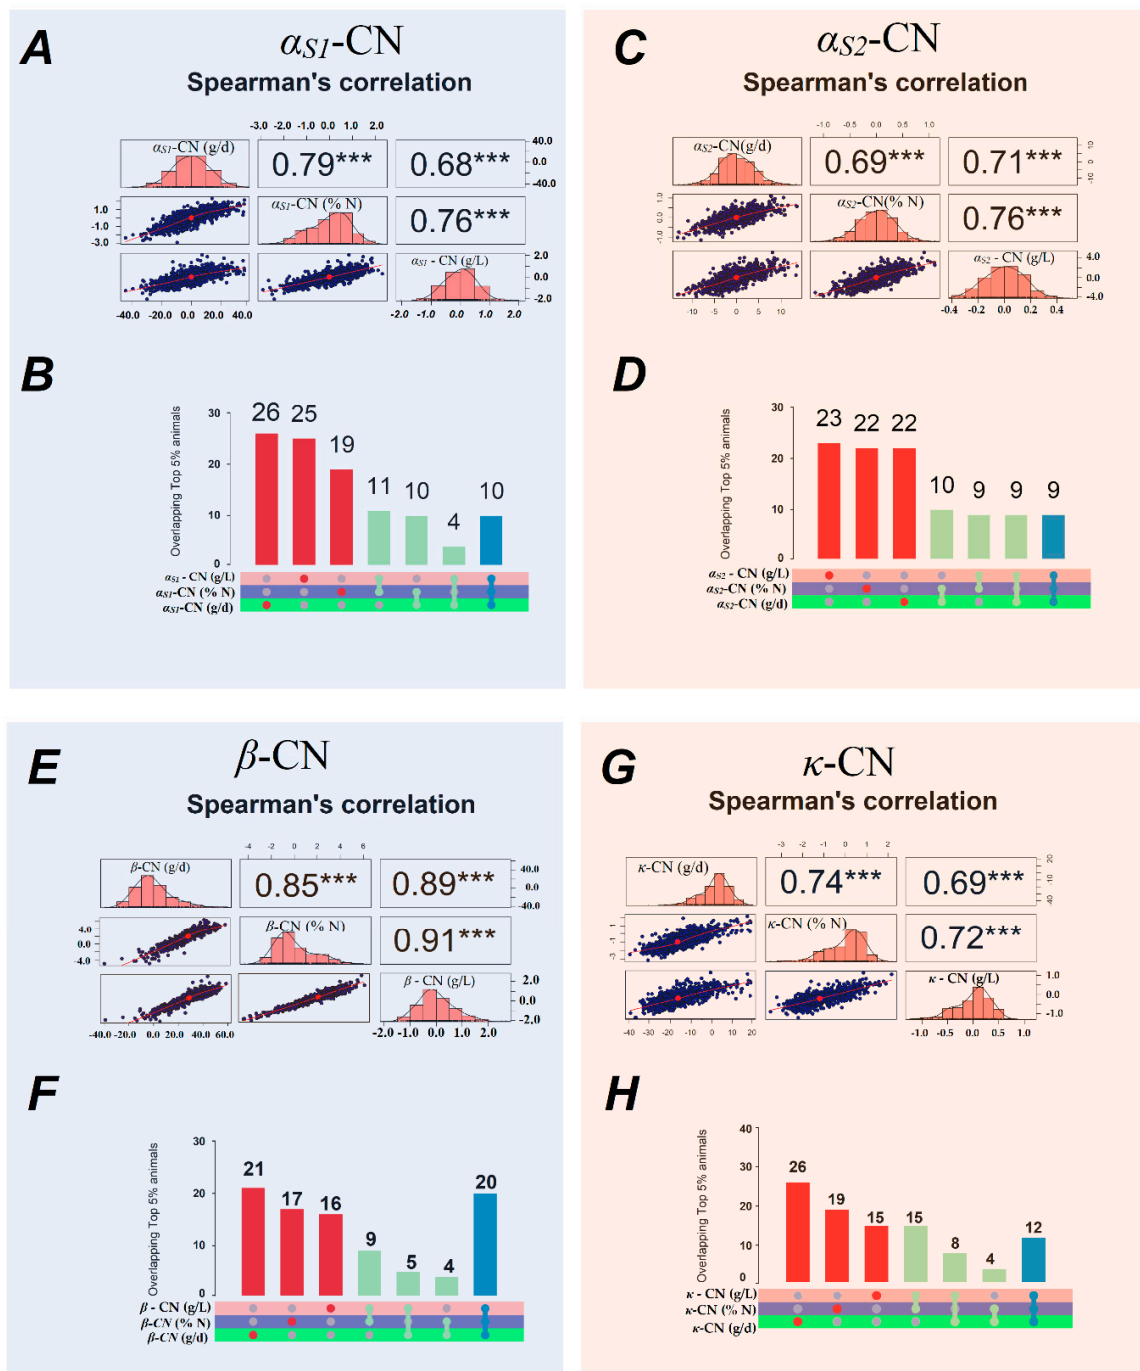 A
αS1-CN
Spearman's correlation
-3.0 -1.0 0.0 1.0 2.0
αS1-CN (g/d)
0.79***
0.68***
40.0
0.0
-40.0
1.0
-1.0
-3.0
αS1-CN (% N)
0.76***
αS1 - CN (g/L)
2.0
0.0
-2.0
-40.0 -20.0 0.0 20.0 40.0
-2.0 -1.0 0.0 1.0 2.0
B
Overlapping Top 5% animals
30
20
10
0
26 25 19 11 10 4 10
αS1 - CN (g/L)
αS1-CN (% N)
αS1-CN (g/d)
C
αS2-CN
Spearman's correlation
-1.0 0.0 0.5 1.0
αS2-CN(g/d)
0.69***
0.71***
10
0
-10
1.0
0.0
-1.0
αS2-CN(% N)
0.76***
αS2 - CN (g/L)
4.0
0.0
-4.0
-10 -5 0 5 10
-0.4 0.0 0.4
D
Overlapping Top 5% animals
30
20
10
0
23 22 22 10 9 9 9
αS2 - CN (g/L)
αS2-CN (% N)
αS2-CN (g/d)
E
β-CN
Spearman's correlation
-4 -2 0 2 4 6
β-CN (g/d)
0.85***
0.89***
40.0
0.0
-40.0
4.0
0.0
-4.0
β-CN (% N)
0.91***
β - CN (g/L)
2.0
0.0
-2.0
-40.0 -20.0 0.0 20.0 40.0 60.0
-2.0 -1.0 0.0 1.0 2.0
F
Overlapping Top 5% animals
30
20
10
0
21 17 16 9 5 4 20
β - CN (g/L)
β-CN (% N)
β-CN (g/d)
G
κ-CN
Spearman's correlation
-3 -2 -1 0 1 2
κ-CN (g/d)
0.74***
0.69***
20
0
-40
1
-1
-3
κ-CN (% N)
0.72***
κ - CN (g/L)
1.0
0.0
-1.0
-40 -30 -20 -10 0 10 20
-1.0 0.0 1.0
H
Overlapping Top 5% animals
40
30
20
10
0
26 19 15 15 8 4 12
κ - CN (g/L)
κ-CN (% N)
κ-CN (g/d)